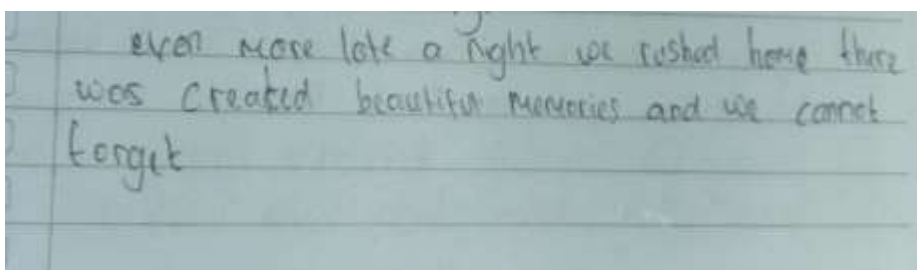 even more late a night we rushed home there
was created beautiful memories and we cannot
forget